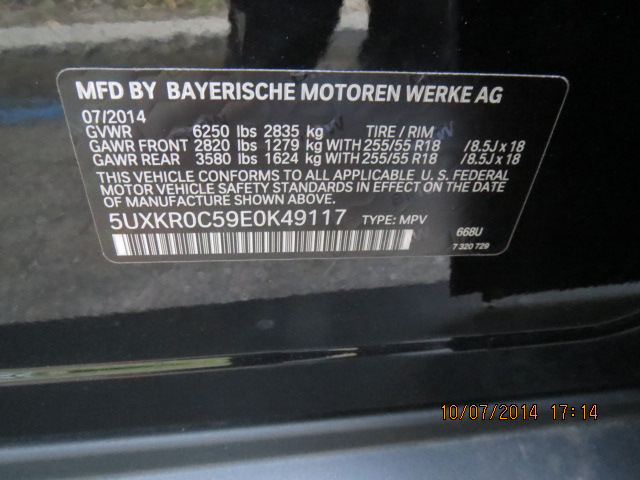 MFD BY BAYERISCHE MOTOREN WERKE AG
07/2014
GVWR 6250 lbs 2835 kg TIRE / RIM
GAWR FRONT 2820 lbs 1279 kg WITH 255/55 R18 /8.5J x 18
GAWR REAR 3580 lbs 1624 kg WITH 255/55 R18 /8.5J x 18
THIS VEHICLE CONFORMS TO ALL APPLICABLE U. S. FEDERAL
MOTOR VEHICLE SAFETY STANDARDS IN EFFECT ON THE DATE
OF MANUFACTURE SHOWN ABOVE.
5UXKR0C59E0K49117 TYPE: MPV
668U
7 320 729
10/07/2014 17:14